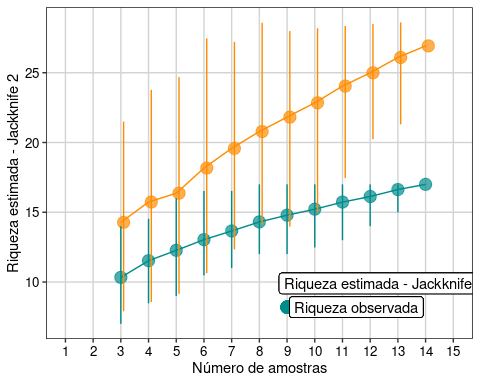 Riqueza estimada - Jackknife 2
25
20
15
10
Riqueza estimada - Jackknife
Riqueza observada
1 2 3 4 5 6 7 8 9 10 11 12 13 14 15
Número de amostras